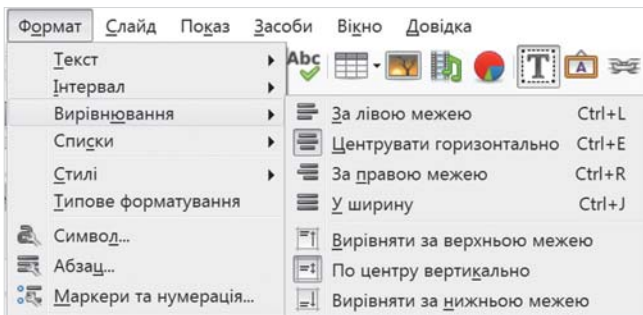 Формат Слайд Показ Засоби Вікно Довідка
Текст
Інтервал
Вирівнювання
Списки
Стилі
Типове форматування
Символ...
Абзац...
Маркери та нумерація...
Abc T A
За лівою межею Ctrl+L
Центрувати горизонтально Ctrl+E
За правою межею Ctrl+R
У ширину Ctrl+J
Вирівняти за верхньою межею
По центру вертикально
Вирівняти за нижньою межею